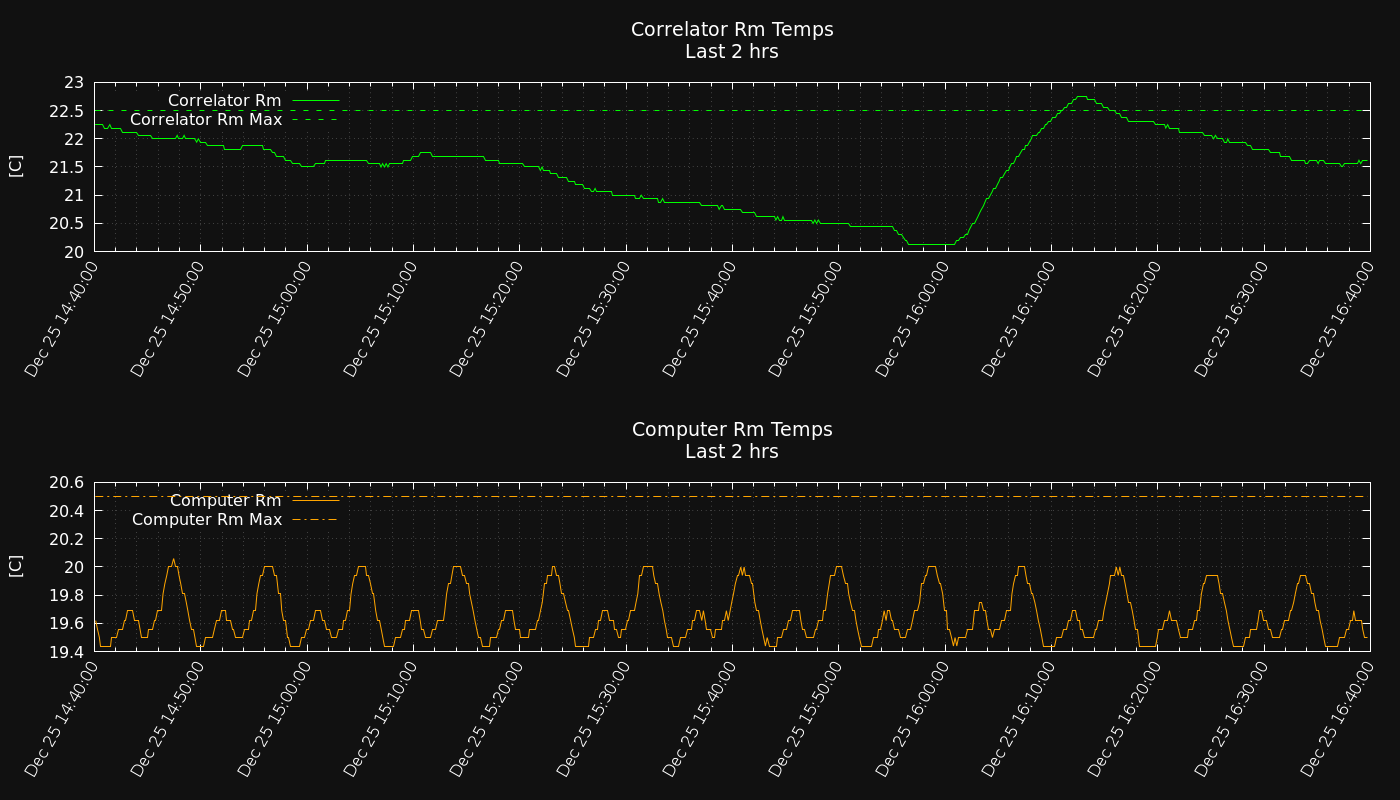 Correlator Rm Temps
Last 2 hrs
23
22.5
22
21.5
21
20.5
20
[C]
Correlator Rm
Correlator Rm Max
Dec 25 14:40:00
Dec 25 14:50:00
Dec 25 15:00:00
Dec 25 15:10:00
Dec 25 15:20:00
Dec 25 15:30:00
Dec 25 15:40:00
Dec 25 15:50:00
Dec 25 16:00:00
Dec 25 16:10:00
Dec 25 16:20:00
Dec 25 16:30:00
Dec 25 16:40:00
Computer Rm Temps
Last 2 hrs
20.6
20.4
20.2
20
19.8
19.6
19.4
[C]
Computer Rm
Computer Rm Max
Dec 25 14:40:00
Dec 25 14:50:00
Dec 25 15:00:00
Dec 25 15:10:00
Dec 25 15:20:00
Dec 25 15:30:00
Dec 25 15:40:00
Dec 25 15:50:00
Dec 25 16:00:00
Dec 25 16:10:00
Dec 25 16:20:00
Dec 25 16:30:00
Dec 25 16:40:00